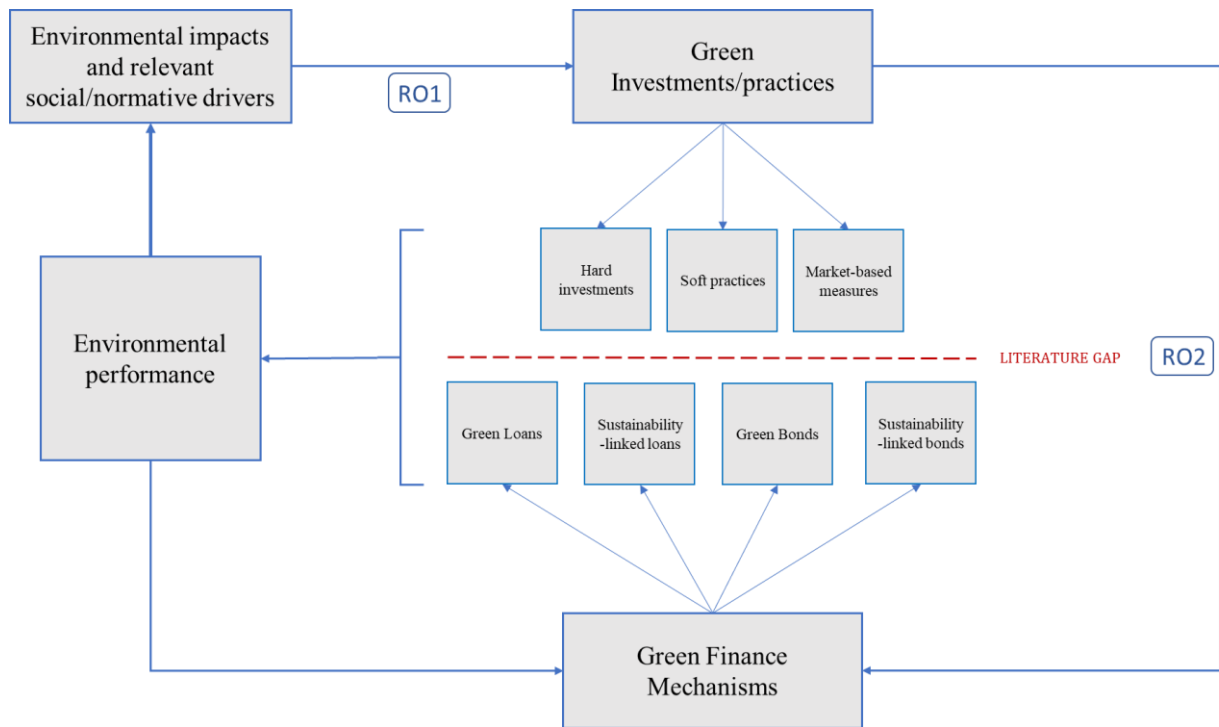 Environmental impacts
and relevant
social/normative drivers
RO1
Green
Investments/practices
Hard
investments
Soft practices
Market-based
measures
Environmental
performance
LITERATURE GAP
RO2
Green Loans
Sustainability
-linked loans
Green Bonds
Sustainability
-linked bonds
Green Finance
Mechanisms